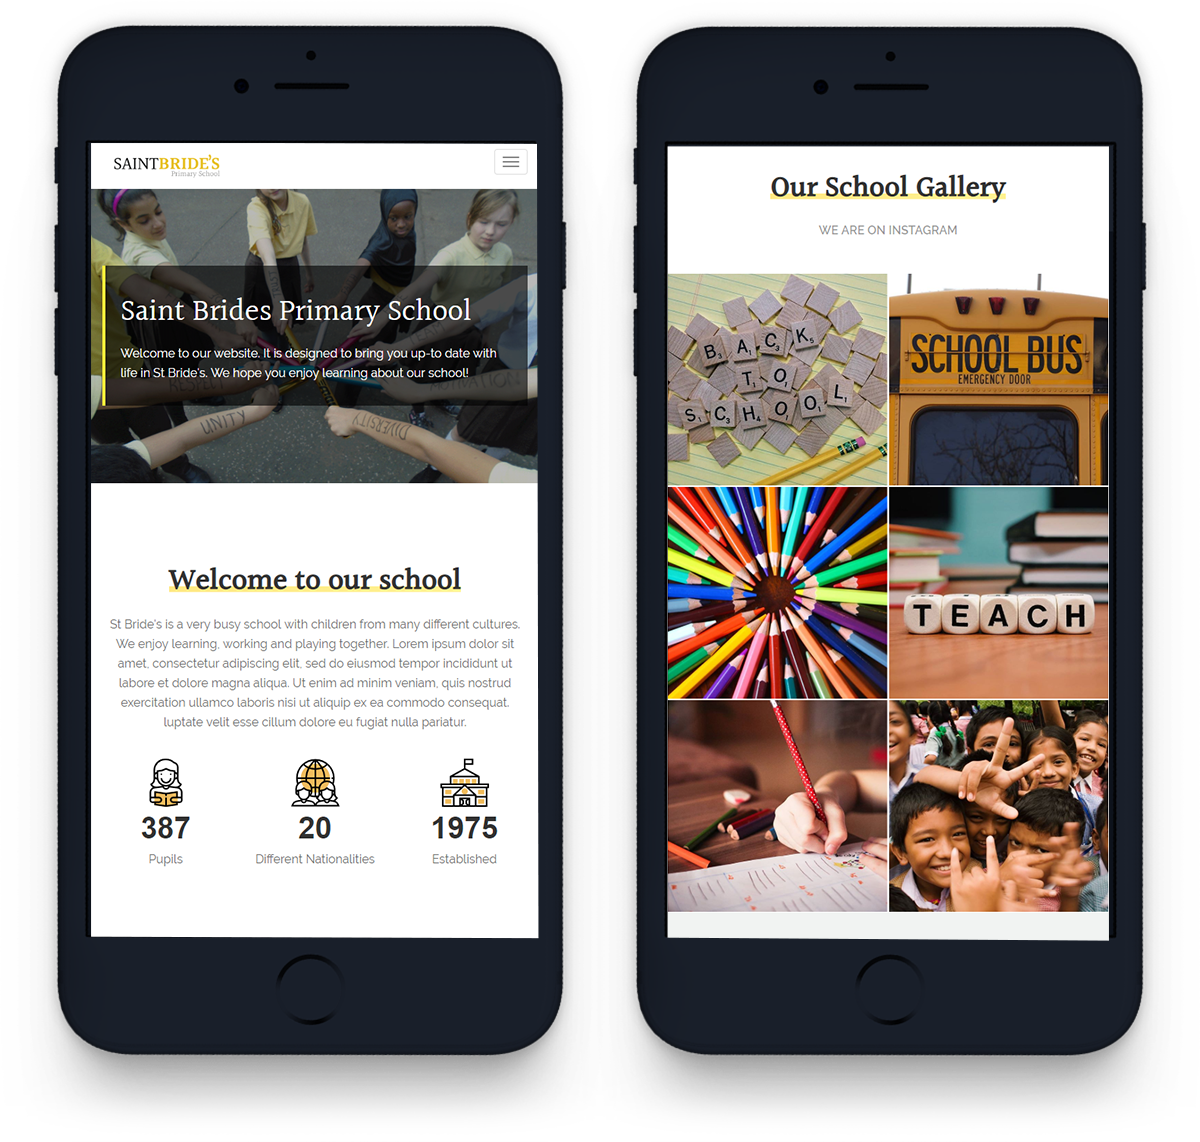 SAINTBRIDE'S
Primary School
Saint Brides Primary School
Welcome to our website. It is designed to bring you up-to date with
life in St Bride's. We hope you enjoy learning about our school!
RESPECT
UNITY
DIVERSITY
Welcome to our school
St Bride's is a very busy school with children from many different cultures.
We enjoy learning, working and playing together. Lorem ipsum dolor sit
amet, consectetur adipiscing elit, sed do eiusmod tempor incididunt ut
labore et dolore magna aliqua. Ut enim ad minim veniam, quis nostrud
exercitation ullamco laboris nisi ut aliquip ex ea commodo consequat.
luptate velit esse cillum dolore eu fugiat nulla pariatur.
387
Pupils
20
Different Nationalities
1975
Established
Our School Gallery
WE ARE ON INSTAGRAM
BACK
TO
SCHOOL
SCHOOL BUS
EMERGENCY DOOR
TEACH